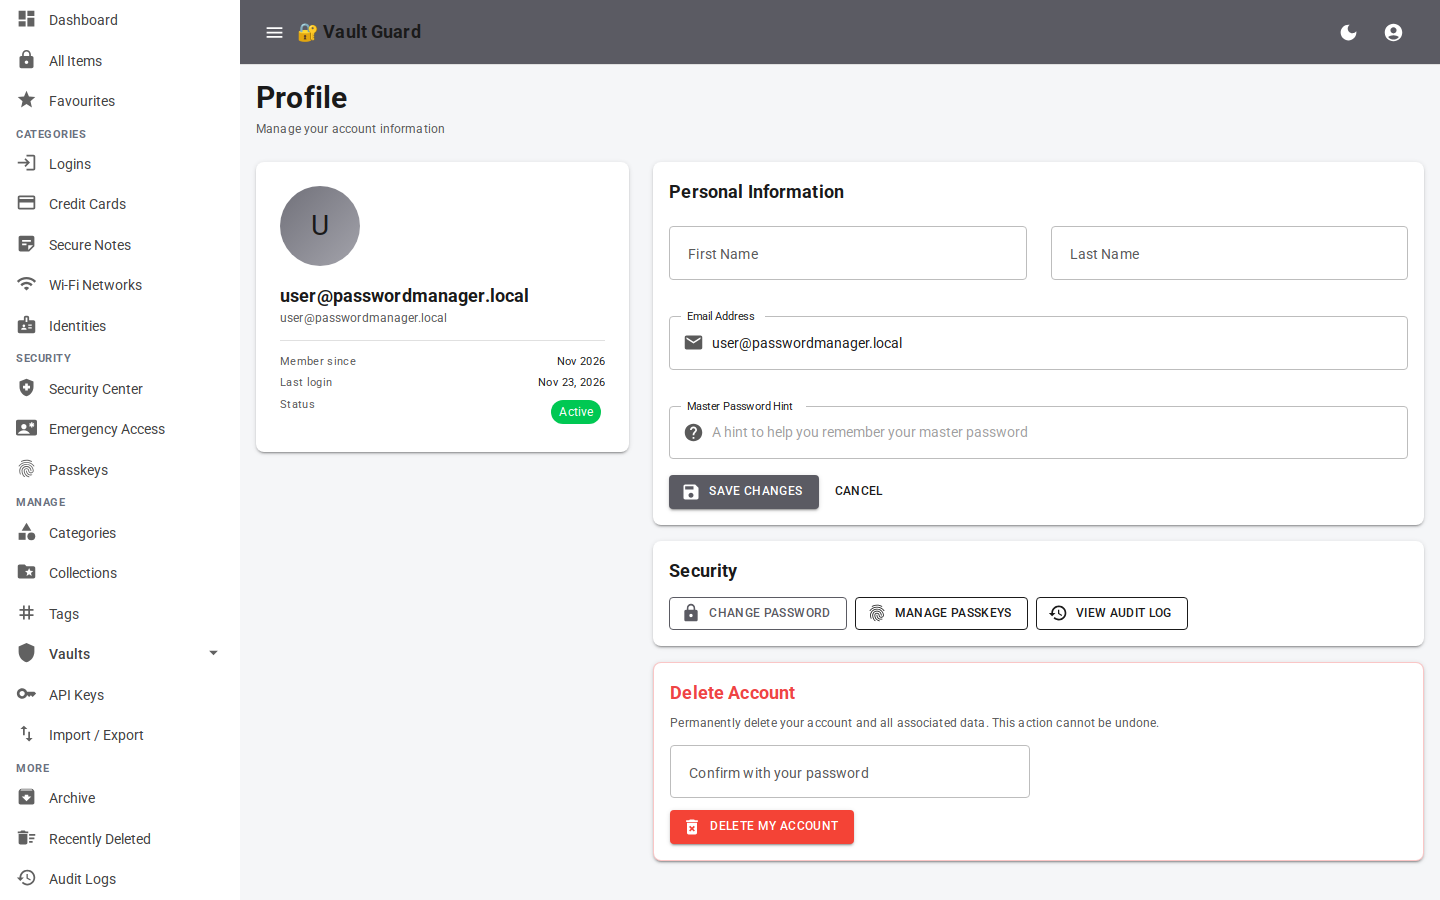 Dashboard
All Items
Favourites
CATEGORIES
Logins
Credit Cards
Secure Notes
Wi-Fi Networks
Identities
SECURITY
Security Center
Emergency Access
Passkeys
MANAGE
Categories
Collections
Tags
Vaults
API Keys
Import / Export
MORE
Archive
Recently Deleted
Audit Logs
Vault Guard
Profile
Manage your account information
U
user@passwordmanager.local
user@passwordmanager.local
Member since Nov 2026
Last login Nov 23, 2026
Status Active
Personal Information
First Name Last Name
Email Address
user@passwordmanager.local
Master Password Hint
A hint to help you remember your master password
SAVE CHANGES CANCEL
Security
CHANGE PASSWORD MANAGE PASSKEYS VIEW AUDIT LOG
Delete Account
Permanently delete your account and all associated data. This action cannot be undone.
Confirm with your password
DELETE MY ACCOUNT